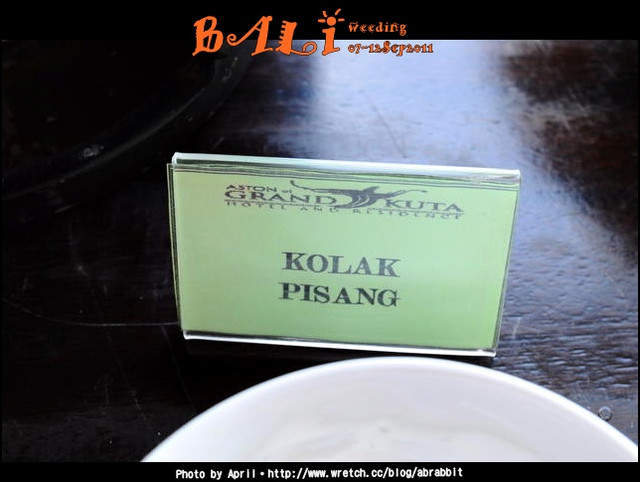 BALi weeding
07-12Sep2011
ASTON at
GRAND KUTA
HOTEL AND RESIDENCE
KOLAK
PISANG
Photo by April。http://www.wretch.cc/blog/abrabbit